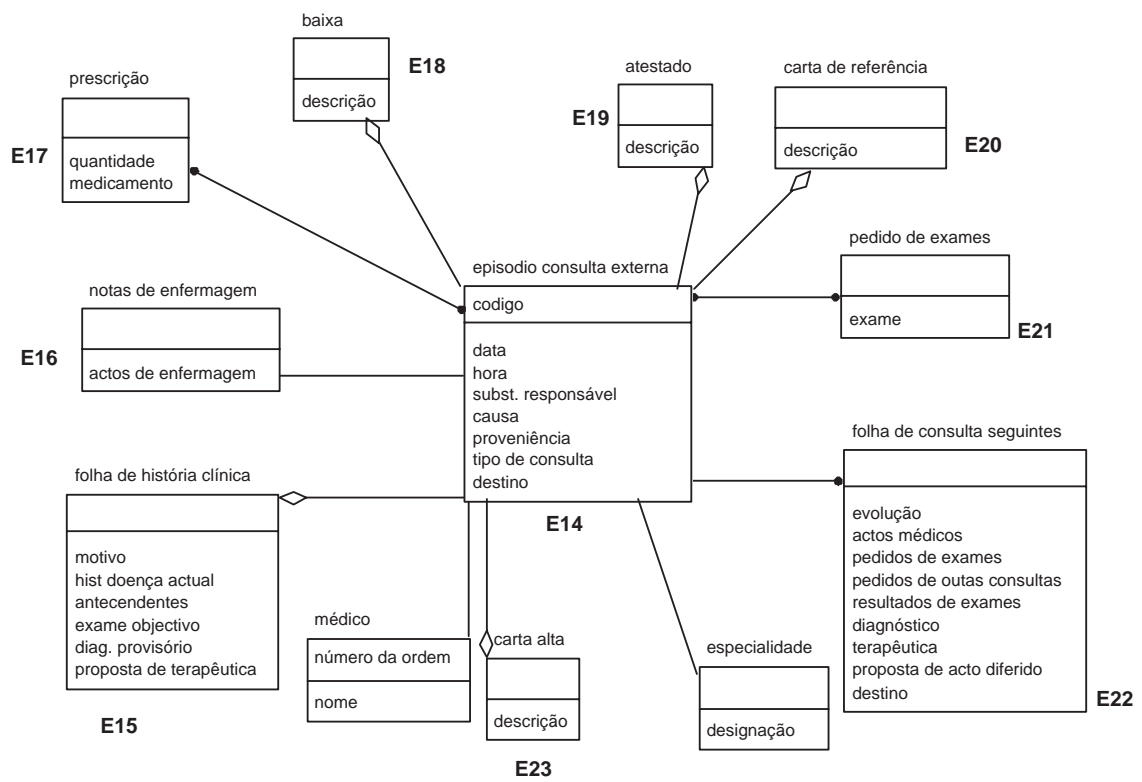 baixa
E18
descrição
prescrição
E17
quantidade
medicamento
atestado
E19
descrição
carta de referência
E20
descrição
pedido de exames
exame
E21
episodio consulta externa
codigo
data
hora
subst. responsável
causa
proveniência
tipo de consulta
destino
E14
notas de enfermagem
E16
actos de enfermagem
folha de história clínica
motivo
hist doença actual
antecendentes
exame objectivo
diag. provisório
proposta de terapêutica
E15
médico
número da ordem
nome
carta alta
descrição
E23
especialidade
designação
folha de consulta seguintes
evolução
actos médicos
pedidos de exames
pedidos de outas consultas
resultados de exames
diagnóstico
terapêutica
proposta de acto diferido
destino
E22